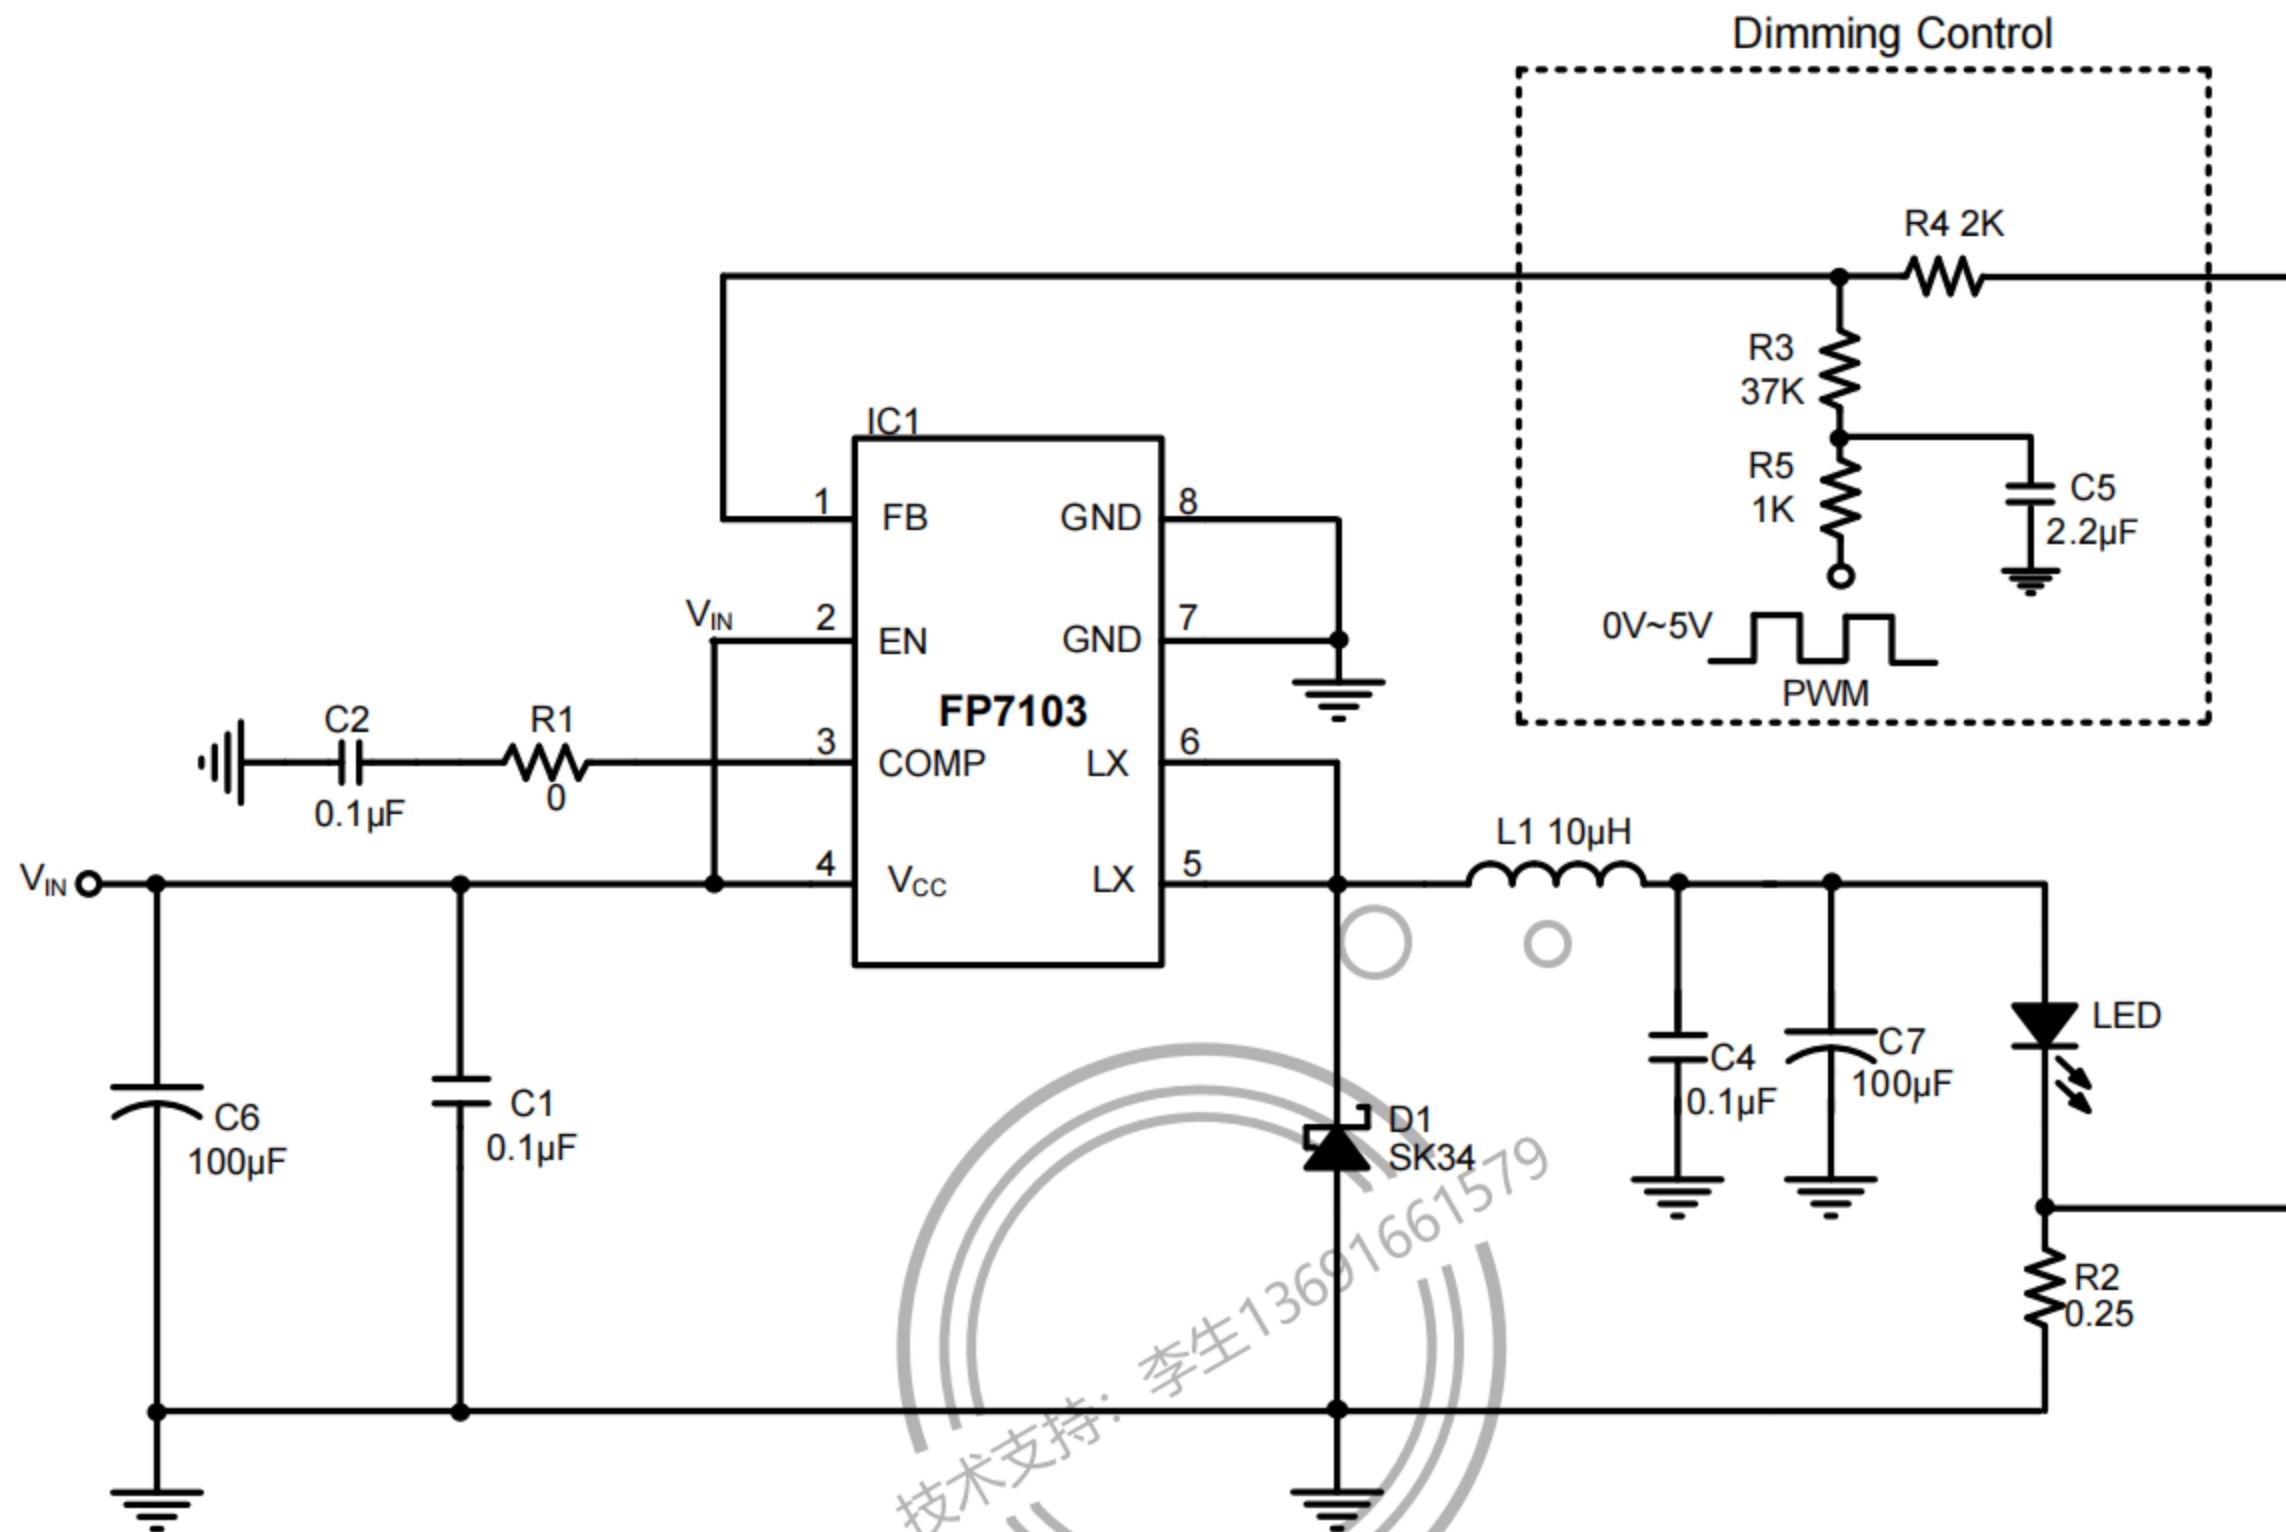 Dimming Control
R4 2K
R3
37K
R5
1K
C5
2.2µF
0V~5V
PWM
IC1
1
FB
GND
8
VIN
2
EN
GND
7
FP7103
C2
0.1µF
R1
0
3
COMP
LX
6
VIN
4
VCC
LX
5
L1 10µH
C6
100µF
C1
0.1µF
D1
SK34
C4
0.1µF
C7
100µF
LED
R2
0.25
技术支持：李生13691661579